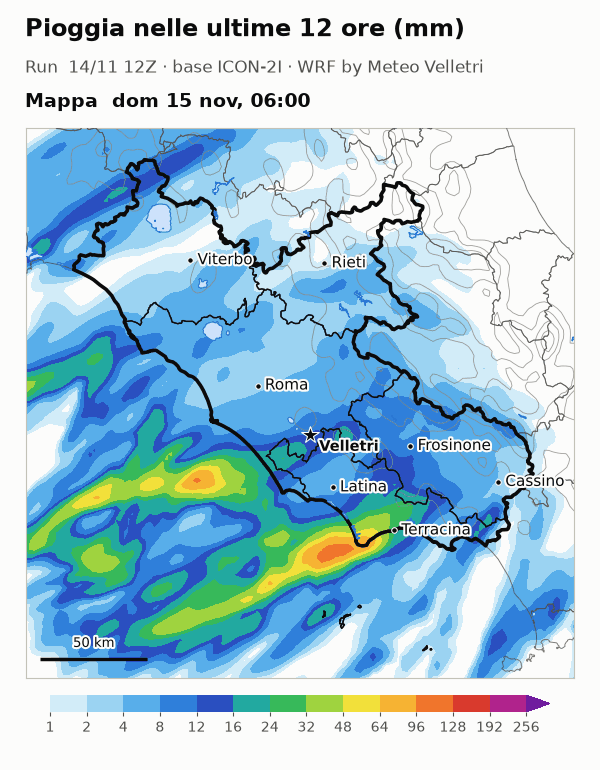 Pioggia nelle ultime 12 ore (mm)
Run 14/11 12Z · base ICON-2I · WRF by Meteo Velletri
Mappa dom 15 nov, 06:00
Viterbo
Rieti
Roma
Velletri
Frosinone
Cassino
Latina
Terracina
50 km
1 2 4 8 12 16 24 32 48 64 96 128 192 256